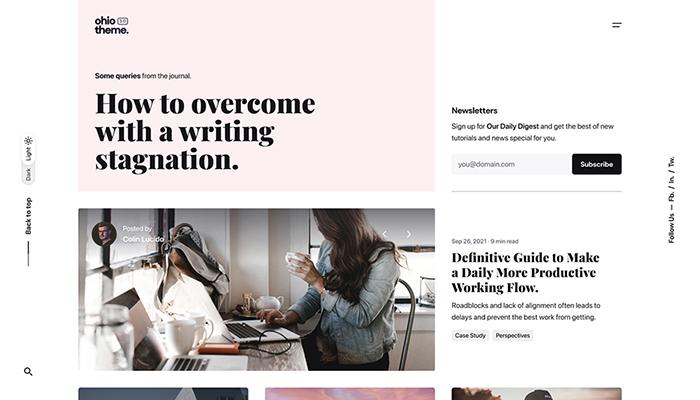 ohio 3.0
theme.
Some queries from the journal.
How to overcome
with a writing
stagnation.
Newsletters
Sign up for Our Daily Digest and get the best of new
tutorials and news special for you.
you@domain.com
Subscribe
Light
Dark
Back to top
Follow Us — Fb. / In. / Tw.
Posted by
Colin Lucido
Sep 26, 2021 · 9 min read
Definitive Guide to Make
a Daily More Productive
Working Flow.
Roadblocks and lack of alignment often leads to
delays and prevent the best work from getting.
Case Study
Perspectives